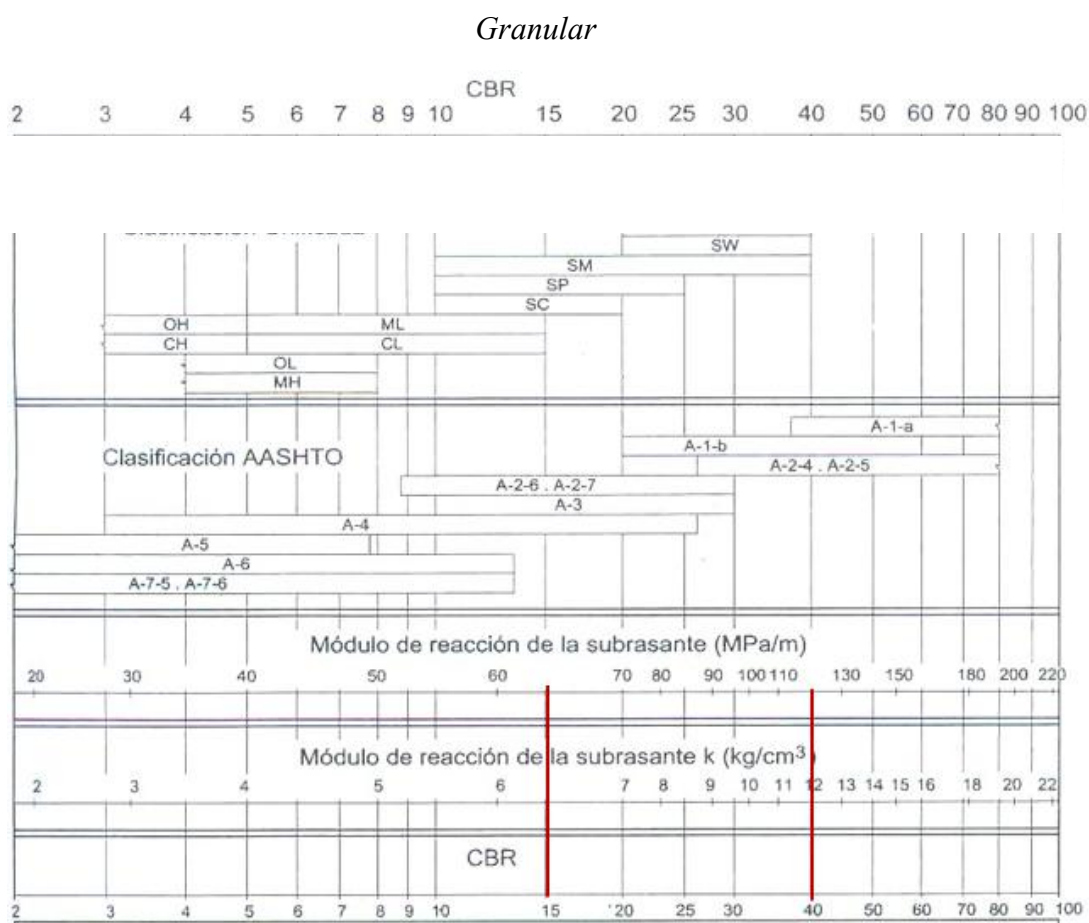 Granular
CBR
2 3 4 5 6 7 8 9 10 15 20 25 30 40 50 60 70 80 90 100
SW
SM
SP
SC
OH ML
CH CL
OL
MH
A-1-a
Clasificación AASHTO
A-1-b
A-2-4 . A-2-5
A-2-6 . A-2-7
A-3
A-4
A-5
A-6
A-7-5 . A-7-6
Módulo de reacción de la subrasante (MPa/m)
20 30 40 50 60 70 80 90 100 110 130 150 180 200 220
Módulo de reacción de la subrasante k (kg/cm³)
2 3 4 5 6 7 8 9 10 11 12 13 14 15 16 18 20 22
CBR
2 3 4 5 6 7 8 9 10 15 20 25 30 40 50 60 70 80 90 100